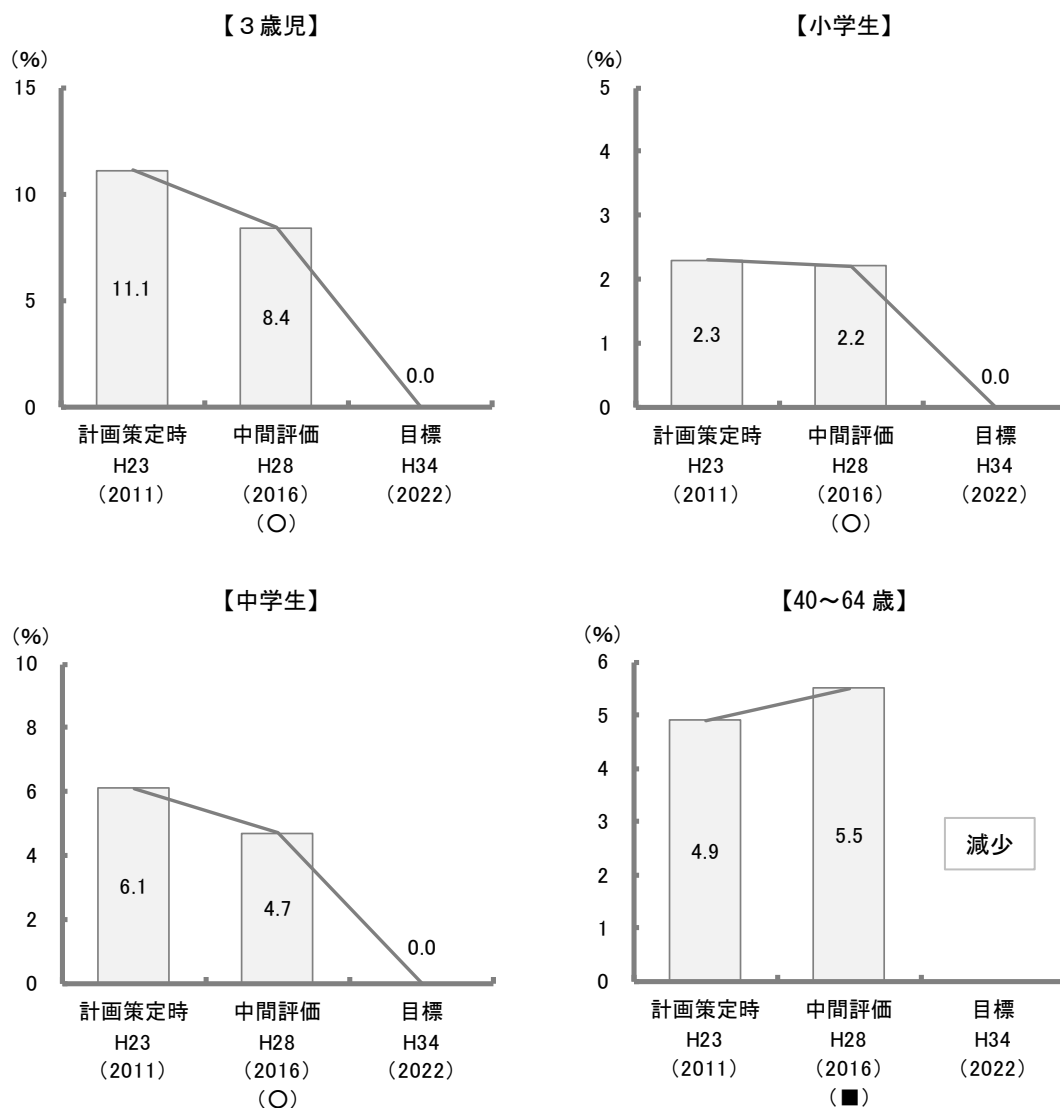 【３歳児】
（%）
15
10
5
0
11.1
8.4
0.0
計画策定時
H23
（2011）
中間評価
H28
（2016）
（○）
目標
H34
（2022）
【小学生】
（%）
5
4
3
2
1
0
2.3
2.2
0.0
計画策定時
H23
（2011）
中間評価
H28
（2016）
（○）
目標
H34
（2022）
【中学生】
（%）
10
8
6
4
2
0
6.1
4.7
0.0
計画策定時
H23
（2011）
中間評価
H28
（2016）
（○）
目標
H34
（2022）
【40～64 歳】
（%）
6
5
4
3
2
1
0
4.9
5.5
減少
計画策定時
H23
（2011）
中間評価
H28
（2016）
（■）
目標
H34
（2022）